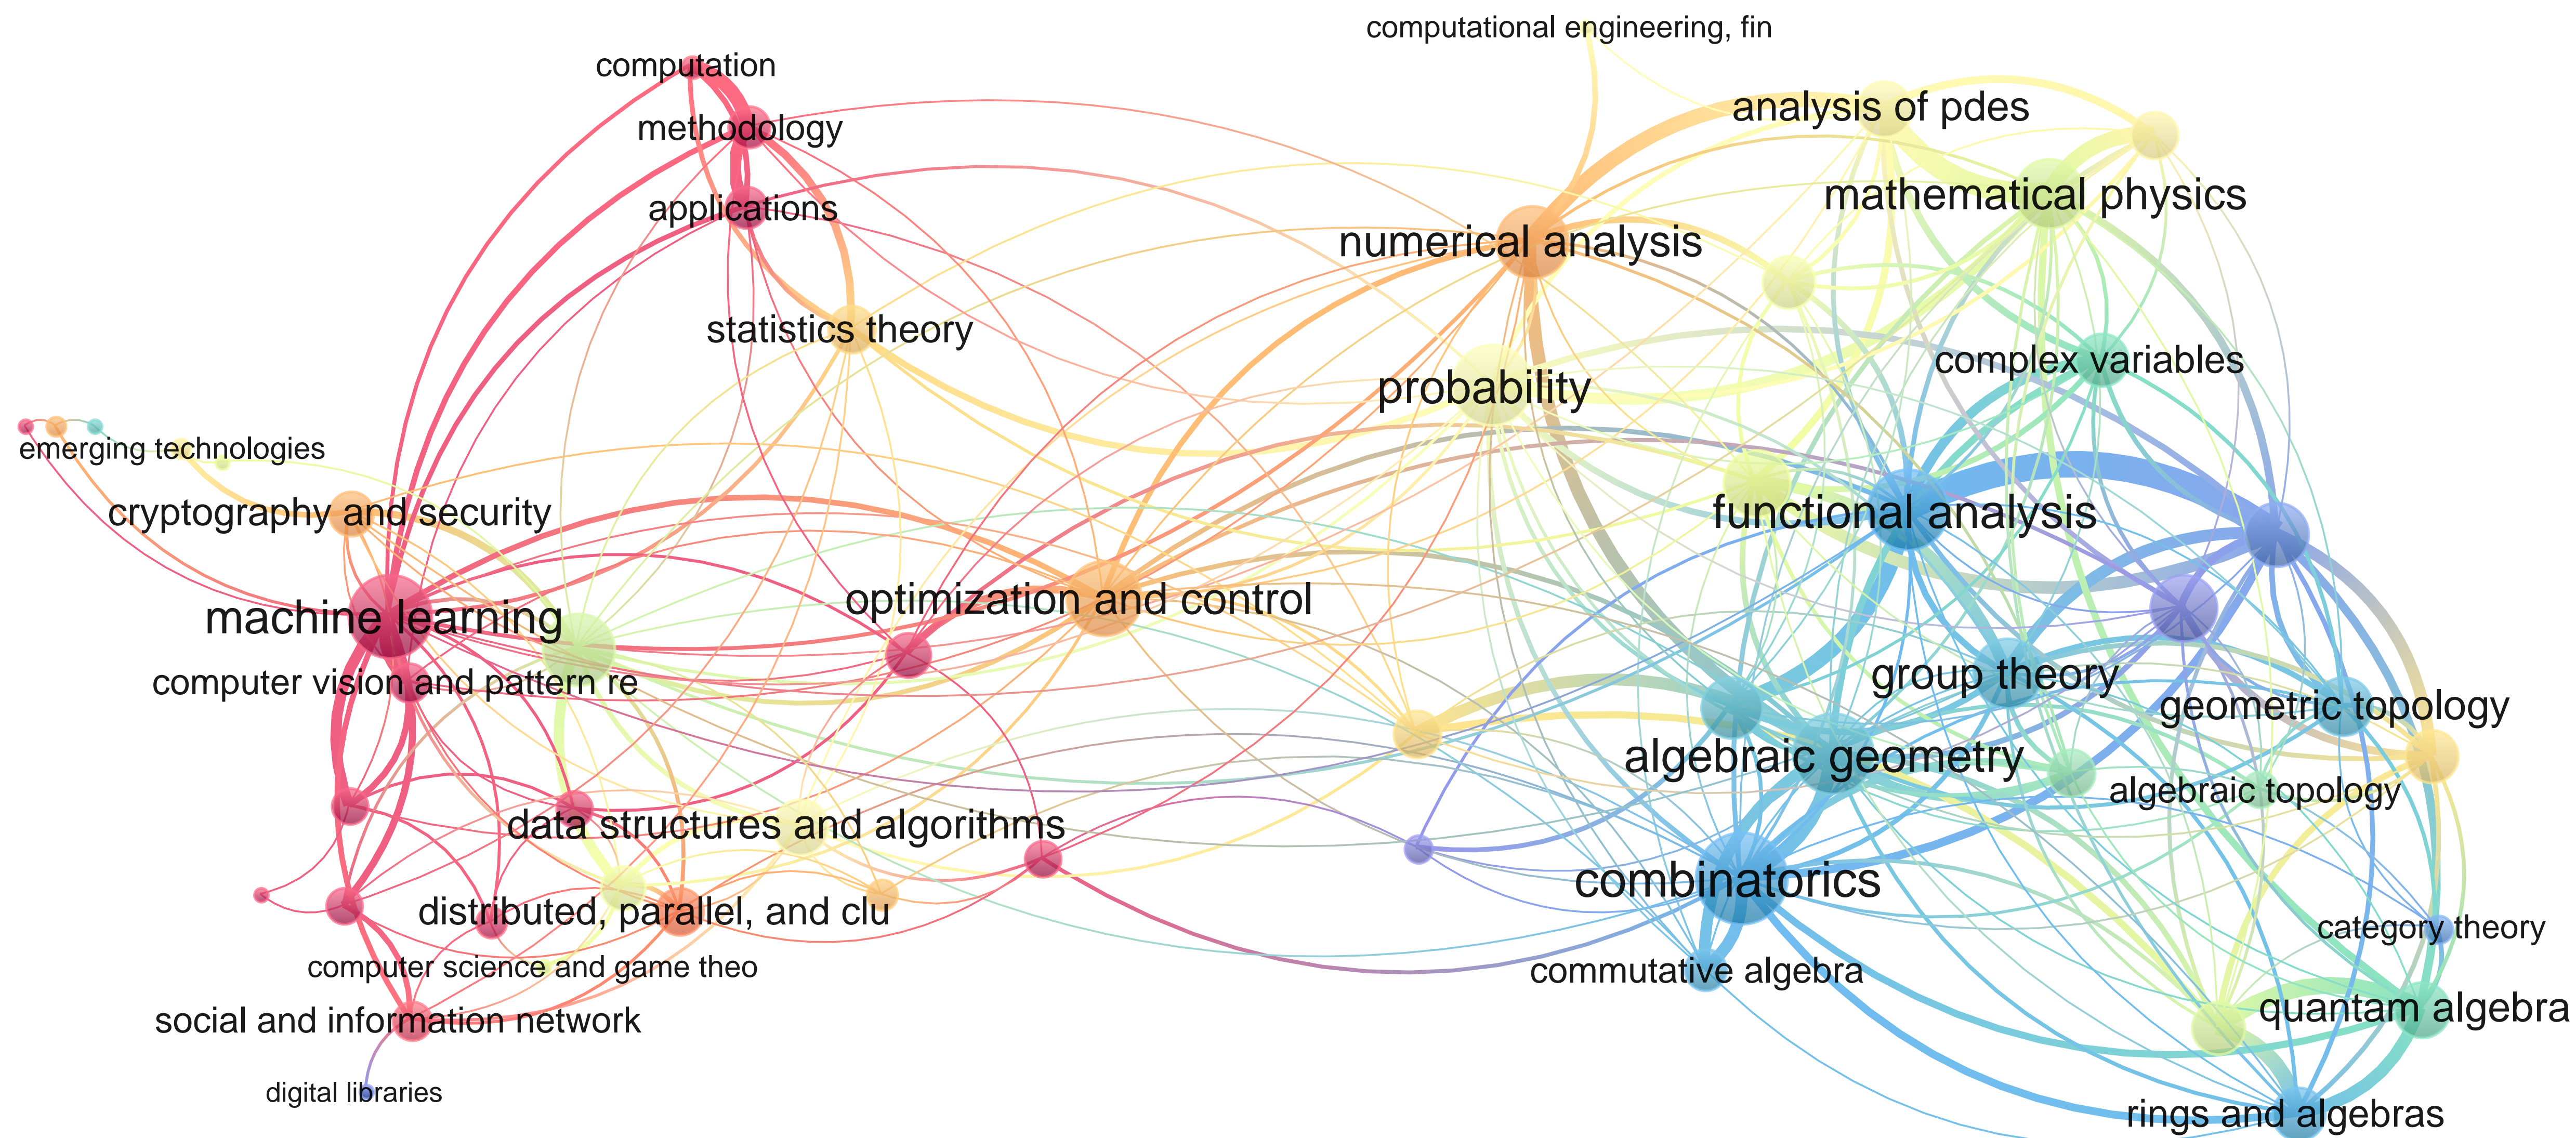 computational engineering, fin
computation
analysis of pdes
methodology
mathematical physics
applications
numerical analysis
statistics theory
complex variables
probability
emerging technologies
cryptography and security
functional analysis
optimization and control
machine learning
group theory
computer vision and pattern re
geometric topology
algebraic geometry
algebraic topology
data structures and algorithms
combinatorics
distributed, parallel, and clu
category theory
computer science and game theo
commutative algebra
quantam algebra
social and information network
digital libraries
rings and algebras